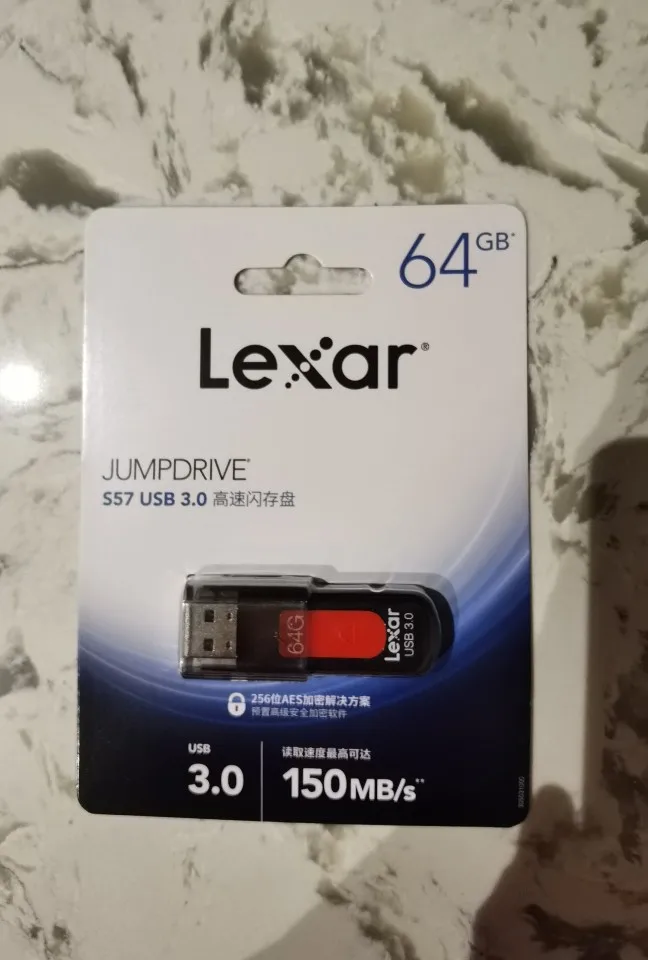 64GB*
Lexar®
JUMPDRIVE®
S57 USB 3.0 高速闪存盘
64G
Lexar
USB 3.0
256位AES加密解决方案
预置高级安全加密软件
USB
3.0
读取速度最高可达
150MB/s**